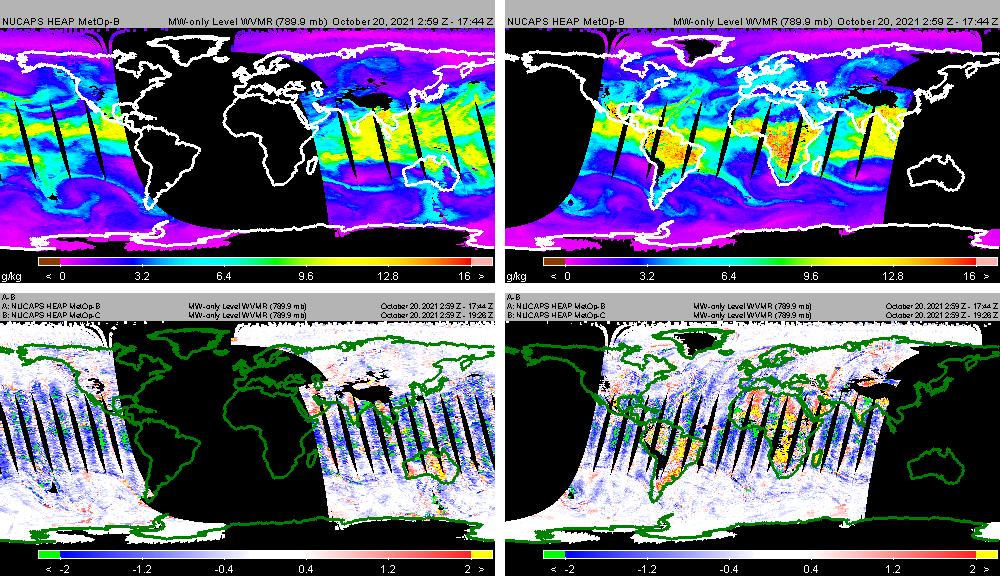 NUCAPS HEAP MetOp-B MW-only Level WVMR (789.9 mb) October 20, 2021 2:59 Z - 17:44 Z
g/kg < 0 3.2 6.4 9.6 12.8 16 >
NUCAPS HEAP MetOp-B MW-only Level WVMR (789.9 mb) October 20, 2021 2:59 Z - 17:44 Z
g/kg < 0 3.2 6.4 9.6 12.8 16 >
A-B
A: NUCAPS HEAP MetOp-B MW-only Level WVMR (789.9 mb) October 20, 2021 2:59 Z - 17:44 Z
B: NUCAPS HEAP MetOp-C MW-only Level WVMR (789.9 mb) October 20, 2021 2:59 Z - 19:26 Z
< -2 -1.2 -0.4 0.4 1.2 2 >
A-B
A: NUCAPS HEAP MetOp-B MW-only Level WVMR (789.9 mb) October 20, 2021 2:59 Z - 17:44 Z
B: NUCAPS HEAP MetOp-C MW-only Level WVMR (789.9 mb) October 20, 2021 2:59 Z - 19:26 Z
< -2 -1.2 -0.4 0.4 1.2 2 >